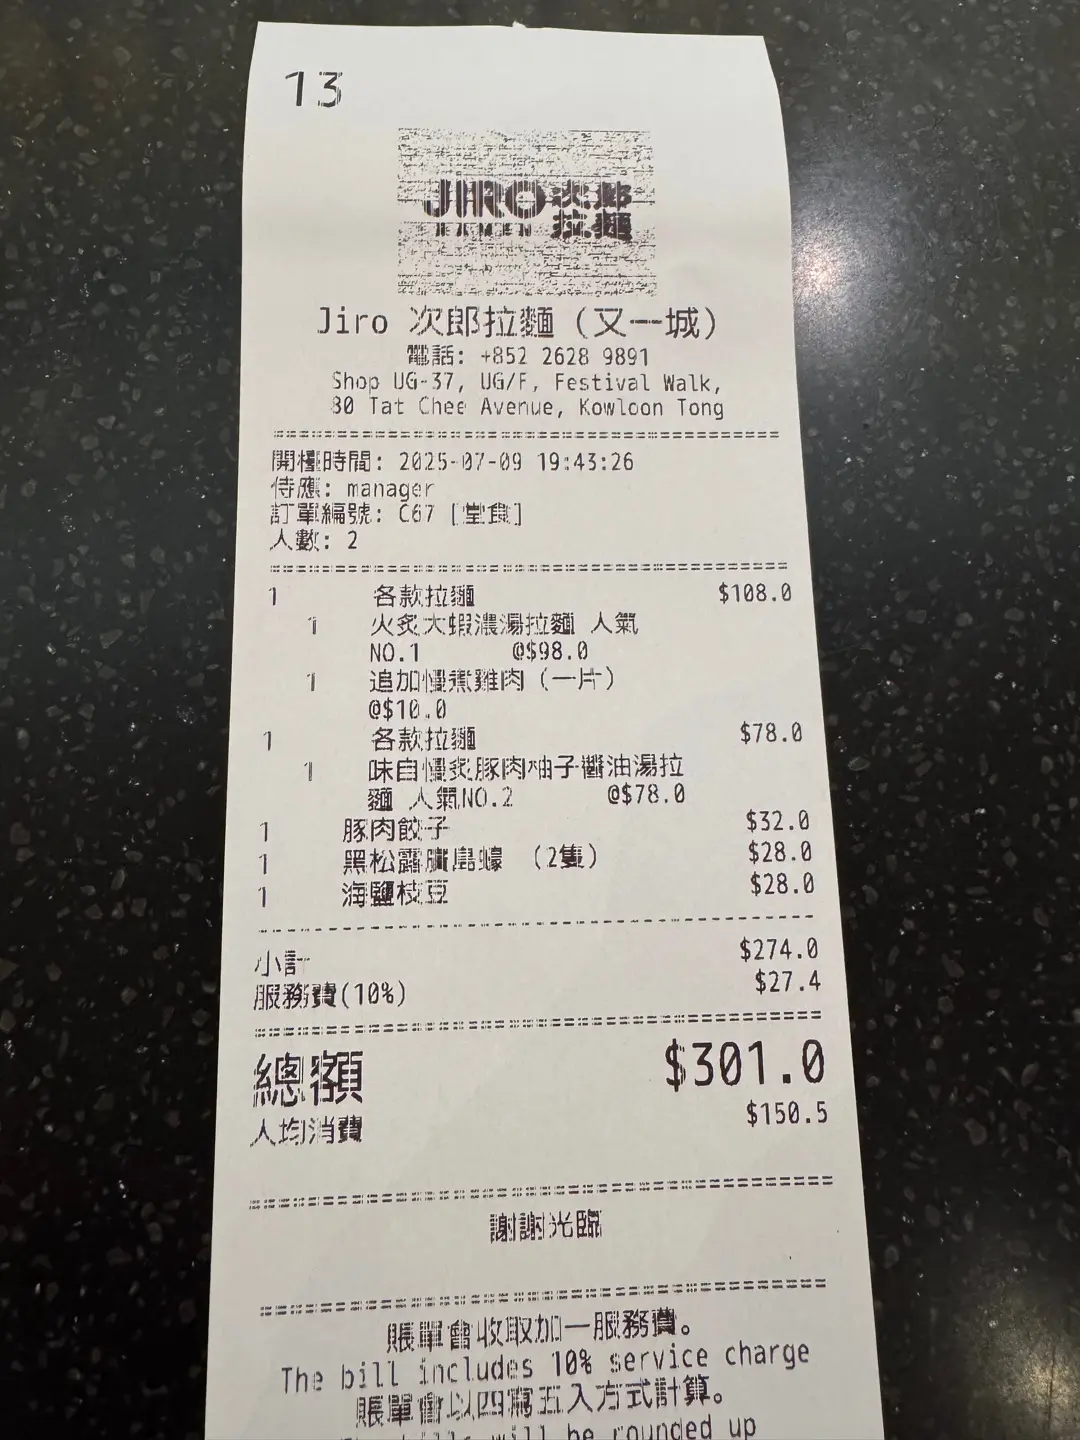 13
JIRO 次郎
拉麵
Jiro 次郎拉麵 (又一城)
電話: +852 2628 9891
Shop UG-37, UG/F, Festival Walk,
80 Tat Chee Avenue, Kowloon Tong
開檯時間: 2025-07-09 19:43:26
侍應: manager
訂單編號: C67 [堂食]
人數: 2
1 各款拉麵 $108.0
1 火炙大蝦濃湯拉麵 人氣
NO.1 @$98.0
1 追加慢煮雞肉 (一片)
@$10.0
1 各款拉麵 $78.0
1 味自慢炙豚肉柚子醬油湯拉
麵 人氣NO.2 @$78.0
1 豚肉餃子 $32.0
1 黑松露廣島蠔 (2隻) $28.0
1 海鹽枝豆 $28.0
小計 $274.0
服務費(10%) $27.4
總額 $301.0
人均消費 $150.5
謝謝光臨
賬單會收取加一服務費。
The bill includes 10% service charge
賬單會以四捨五入方式計算。
will be rounded up